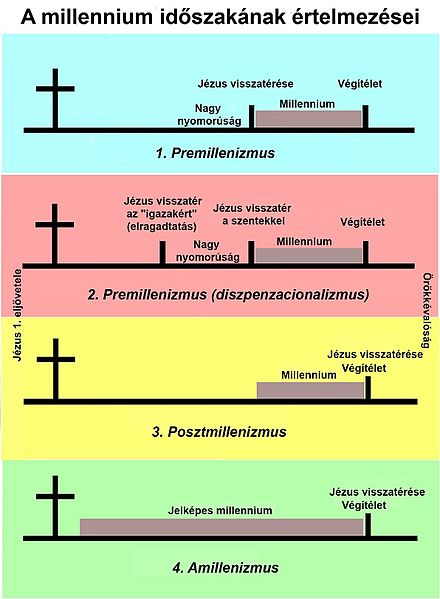 A millennium időszakának értelmezései
Jézus visszatérése
Végítélet
Nagy
nyomorúság
Millennium
1. Premillenizmus
Jézus visszatér
az "igazakért"
(elragadtatás)
Jézus visszatér
a szentekkel
Végítélet
Nagy
nyomorúság
Millennium
2. Premillenizmus (diszpenzacionalizmus)
Jézus 1. eljövetele
Örökkévalóság
Jézus visszatérése
Végítélet
Millennium
3. Posztmillenizmus
Jézus visszatérése
Végítélet
Jelképes millennium
4. Amillenizmus